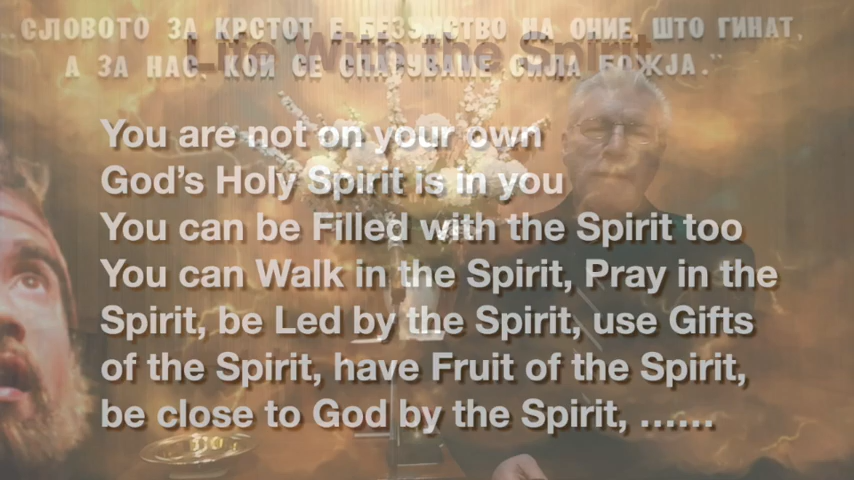 „СЛОВОТО ЗА КРСТОТ Е БЕЗУМСТВО НА ОНИЕ, ШТО ГИНАТ,
А ЗА НАС, КОИ СЕ СПАСУВАМЕ СИЛА БОЖЈА.”
Life With the Spirit
You are not on your own
God’s Holy Spirit is in you
You can be Filled with the Spirit too
You can Walk in the Spirit, Pray in the
Spirit, be Led by the Spirit, use Gifts
of the Spirit, have Fruit of the Spirit,
be close to God by the Spirit, ......